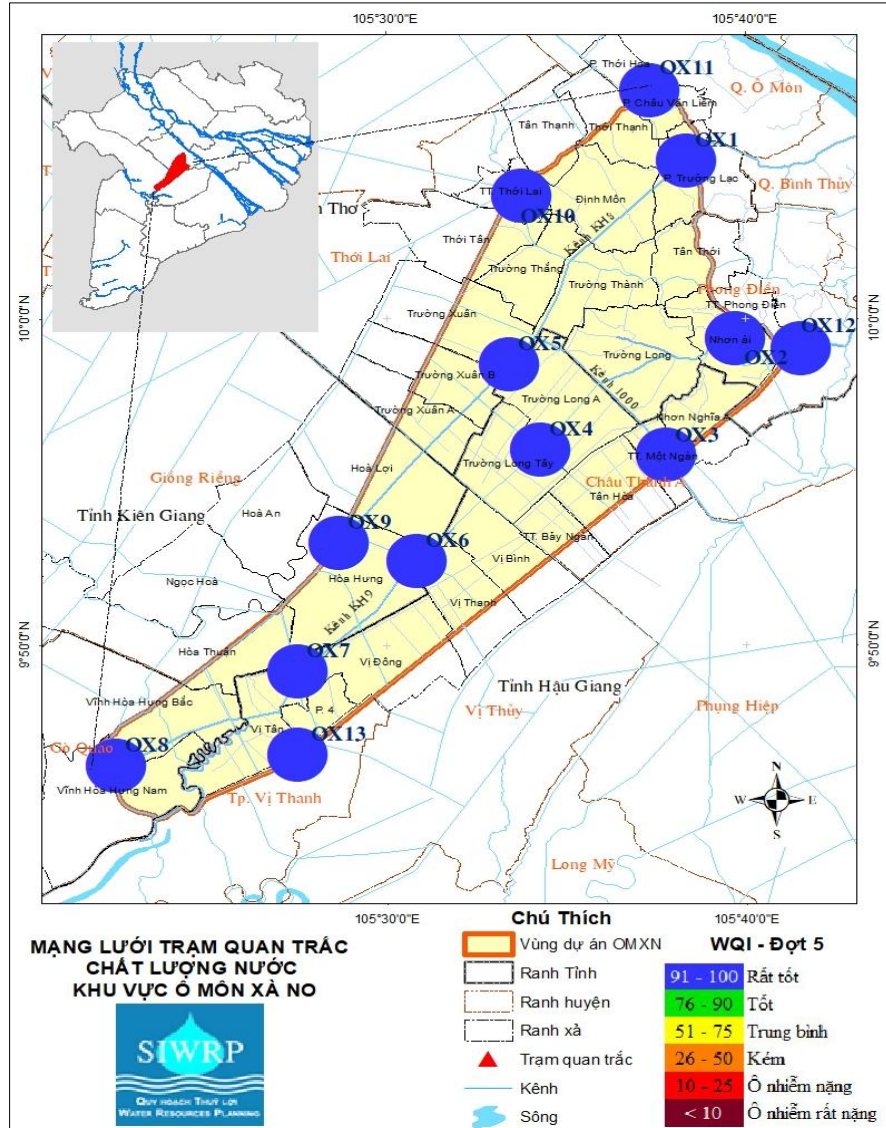 105°30'0"E
105°40'0"E
P. Thới Hoà
OX11
Q. Ô Môn
P. Châu Văn Liêm
Tân Thạnh
Thới Thạnh
OX1
P. Trường Lạc
TT. Thới Lai
Q. Bình Thủy
Định Môn
OX10
Kênh KH5
Thới Tân
Tân Thới
Thới Lai
Trường Thắng
Trường Thành
Phong Điền
TT. Phong Điền
10°0'0"N
10°0'0"N
Trường Xuân
OX12
OX5
Nhơn ái
OX2
Trường Long
Trường Xuân B
Kênh 1000
Trường Long A
Trường Xuân A
Nhơn Nghĩa A
OX4
OX3
Hoà Lợi
Trường Long Tây
TT. Một Ngàn
Giồng Riềng
Châu Thành A
Tân Hòa
Tỉnh Kiên Giang
Hoà An
OX9
TT. Bảy Ngàn
OX6
Vị Bình
Ngọc Hoà
Hòa Hưng
Vị Thanh
Kênh KH9
9°50'0"N
9°50'0"N
Hòa Thuận
OX7
Vị Đông
Tỉnh Hậu Giang
Vĩnh Hòa Hưng Bắc
Vị Thủy
Phụng Hiệp
P. 4
Vị Tân
OX13
Gò Quao
OX8
Vĩnh Hòa Hưng Nam
Tp. Vị Thanh
N
W
E
S
Long Mỹ
105°30'0"E
105°40'0"E
MẠNG LƯỚI TRẠM QUAN TRẮC
CHẤT LƯỢNG NƯỚC
KHU VỰC Ô MÔN XÀ NO
SIWRP
QUY HOẠCH THUỶ LỢI
WATER RESOURCES PLANNING
Chú Thích
Vùng dự án OMXN
Ranh Tỉnh
Ranh huyện
Ranh xả
Trạm quan trắc
Kênh
Sông
WQI - Đợt 5
91 - 100 Rất tốt
76 - 90 Tốt
51 - 75 Trung bình
26 - 50 Kém
10 - 25 Ô nhiễm nặng
< 10 Ô nhiễm rất nặng